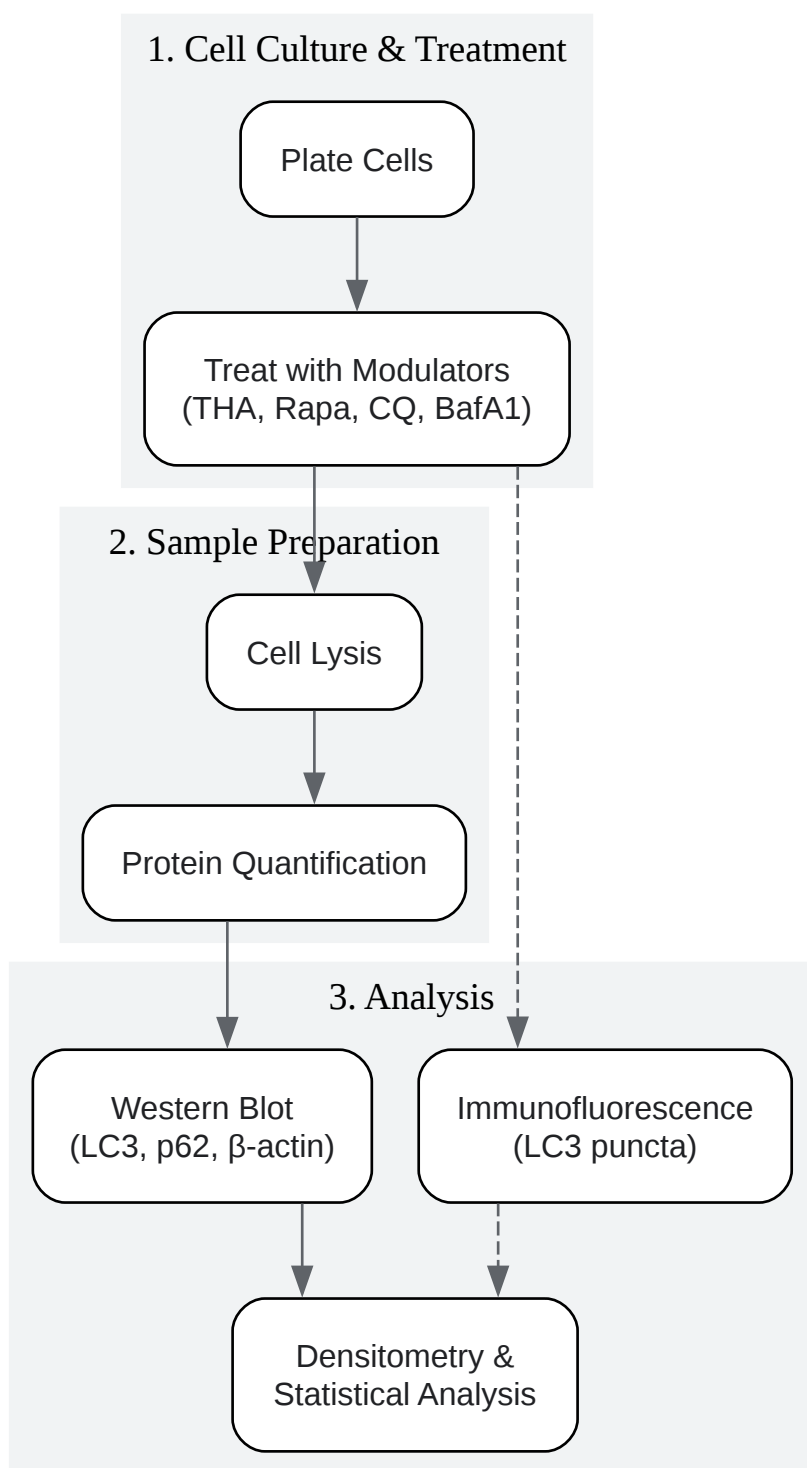 1. Cell Culture & Treatment
Plate Cells
Treat with Modulators
(THA, Rapa, CQ, BafA1)
2. Sample Preparation
Cell Lysis
Protein Quantification
3. Analysis
Western Blot
(LC3, p62, β-actin)
Immunofluorescence
(LC3 puncta)
Densitometry &
Statistical Analysis